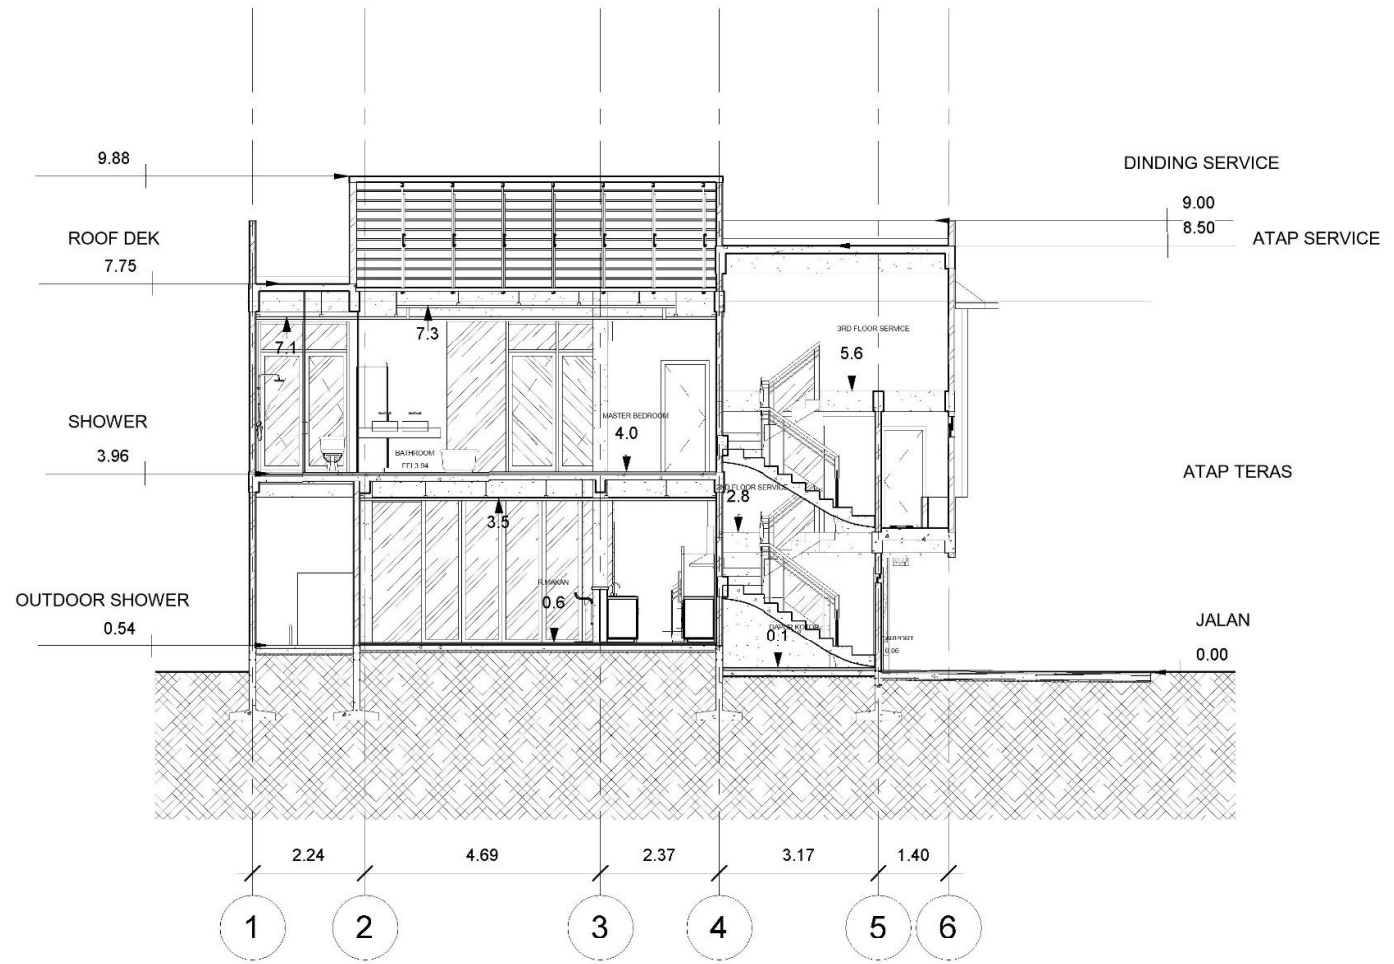 9.88
DINDING SERVICE
9.00
ROOF DEK
8.50
ATAP SERVICE
7.75
7.1
7.3
3RD FLOOR SERVICE
5.6
SHOWER
MASTER BEDROOM
4.0
3.96
BATHROOM
FFL3.94
ATAP TERAS
2ND FLOOR SERVICE
2.8
3.5
R.MAKAN
0.6
OUTDOOR SHOWER
0.54
DAPUR KOTOR
0.1
CARPORT
0.06
JALAN
0.00
2.24
4.69
2.37
3.17
1.40
1
2
3
4
5
6